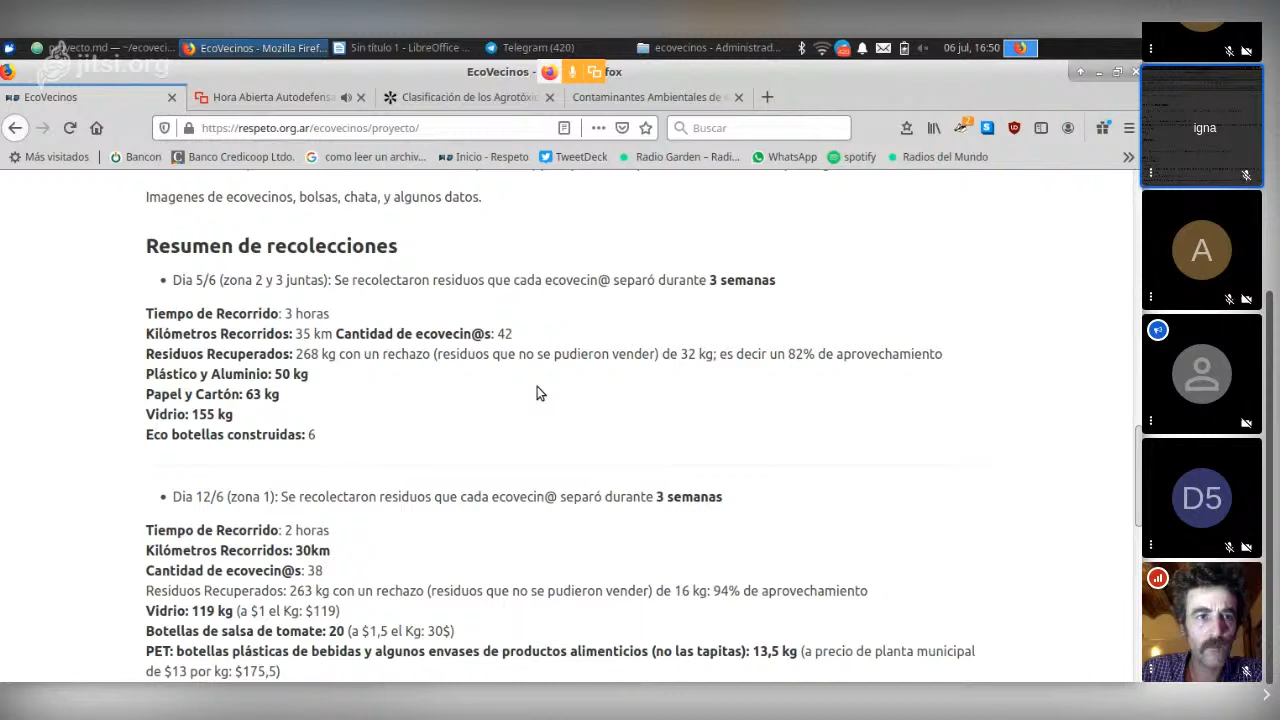 jitsi.org
proyecto.md — ~/ecoveci...
EcoVecinos - Mozilla Firef...
Sin título 1 - LibreOffice ...
Telegram (420)
ecovecinos - Administrad...
06 jul, 16:50
EcoVecinos - fox
EcoVecinos
Hora Abierta Autodefensa
Clasificación de los Agrotóxic
Contaminantes Ambientales de
https://respeto.org.ar/ecovecinos/proyecto/
Buscar
Más visitados
Bancon
Banco Credicoop Ltdo.
como leer un archiv...
Inicio - Respeto
TweetDeck
Radio Garden – Radi...
WhatsApp
spotify
Radios del Mundo
Imagenes de ecovecinos, bolsas, chata, y algunos datos.
Resumen de recolecciones
Dia 5/6 (zona 2 y 3 juntas): Se recolectaron residuos que cada ecovecin@ separó durante 3 semanas
Tiempo de Recorrido: 3 horas
Kilómetros Recorridos: 35 km Cantidad de ecovecin@s: 42
Residuos Recuperados: 268 kg con un rechazo (residuos que no se pudieron vender) de 32 kg; es decir un 82% de aprovechamiento
Plástico y Aluminio: 50 kg
Papel y Cartón: 63 kg
Vidrio: 155 kg
Eco botellas construidas: 6
Dia 12/6 (zona 1): Se recolectaron residuos que cada ecovecin@ separó durante 3 semanas
Tiempo de Recorrido: 2 horas
Kilómetros Recorridos: 30km
Cantidad de ecovecin@s: 38
Residuos Recuperados: 263 kg con un rechazo (residuos que no se pudieron vender) de 16 kg: 94% de aprovechamiento
Vidrio: 119 kg (a $1 el Kg: $119)
Botellas de salsa de tomate: 20 (a $1,5 el Kg: 30$)
PET: botellas plásticas de bebidas y algunos envases de productos alimenticios (no las tapitas): 13,5 kg (a precio de planta municipal
de $13 por kg: $175,5)
igna
A
D5